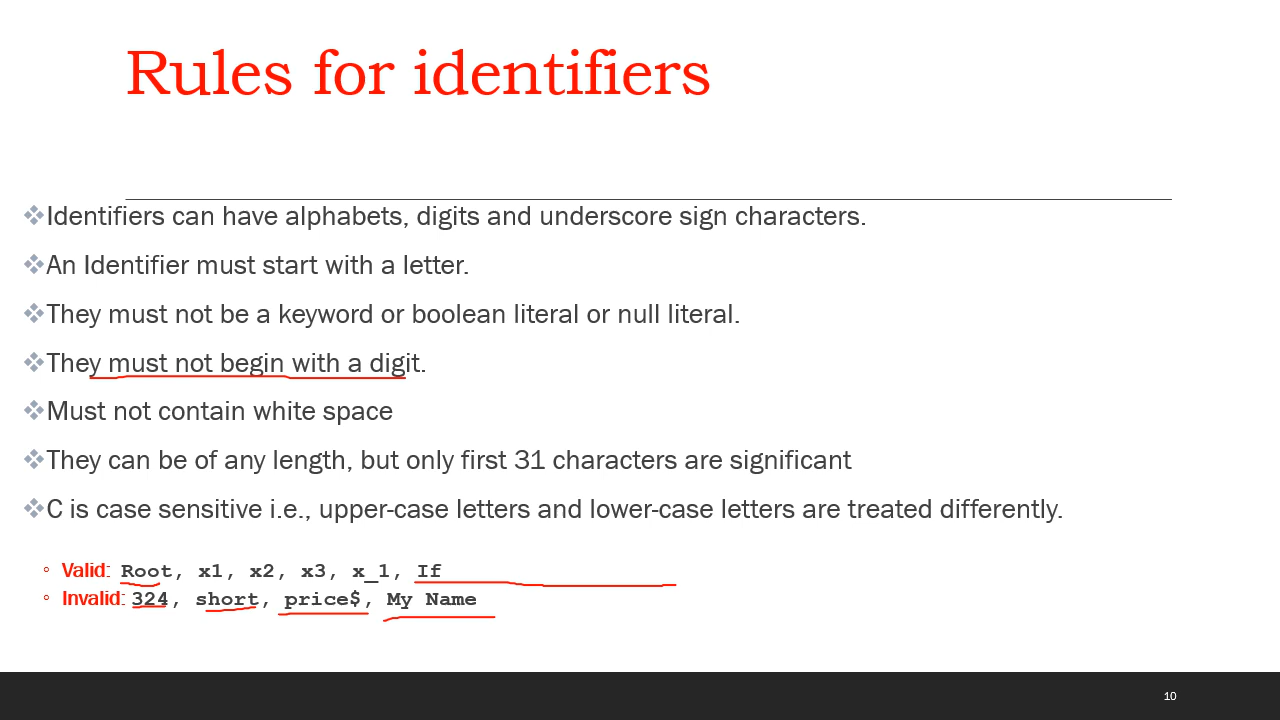 Rules for identifiers
❖Identifiers can have alphabets, digits and underscore sign characters.
❖An Identifier must start with a letter.
❖They must not be a keyword or boolean literal or null literal.
❖They must not begin with a digit.
❖Must not contain white space
❖They can be of any length, but only first 31 characters are significant
❖C is case sensitive i.e., upper-case letters and lower-case letters are treated differently.
◦ Valid: Root, x1, x2, x3, x_1, If
◦ Invalid: 324, short, price$, My Name
10